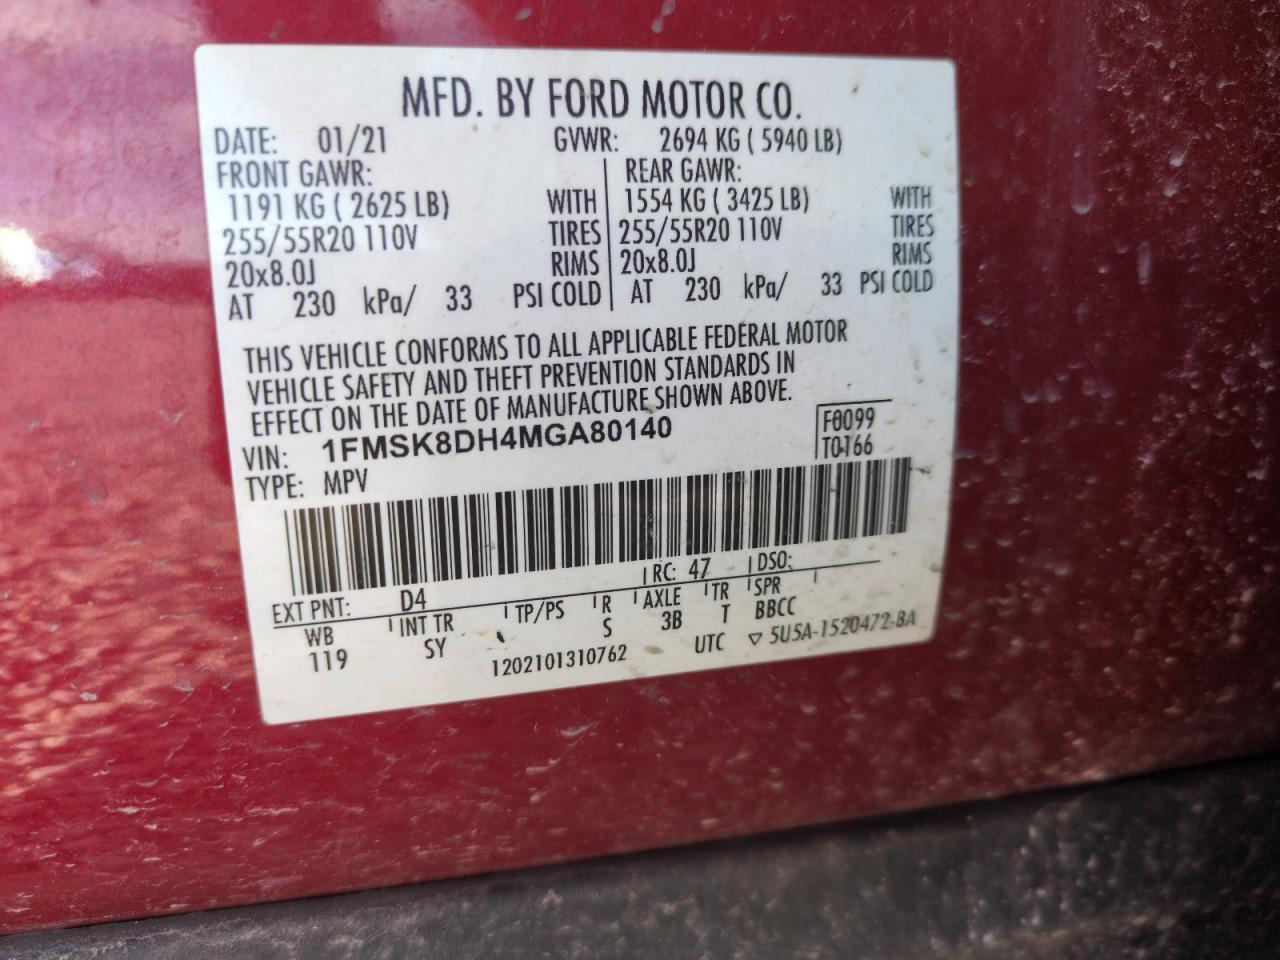 MFD. BY FORD MOTOR CO.
DATE: 01/21 GVWR: 2694 KG ( 5940 LB)
FRONT GAWR: REAR GAWR:
1191 KG ( 2625 LB) WITH 1554 KG ( 3425 LB) WITH
255/55R20 110V TIRES 255/55R20 110V TIRES
20x8.0J RIMS 20x8.0J RIMS
AT 230 kPa/ 33 PSI COLD AT 230 kPa/ 33 PSI COLD
THIS VEHICLE CONFORMS TO ALL APPLICABLE FEDERAL MOTOR
VEHICLE SAFETY AND THEFT PREVENTION STANDARDS IN
EFFECT ON THE DATE OF MANUFACTURE SHOWN ABOVE.
VIN: 1FMSK8DH4MGA80140 F0099
TYPE: MPV T0166
EXT PNT: D4 RC: 47 DSO:
WB INT TR TP/PS R AXLE TR SPR
119 SY S 3B T BBCC
1202101310762 UTC ▽ 5U5A-1520472-BA